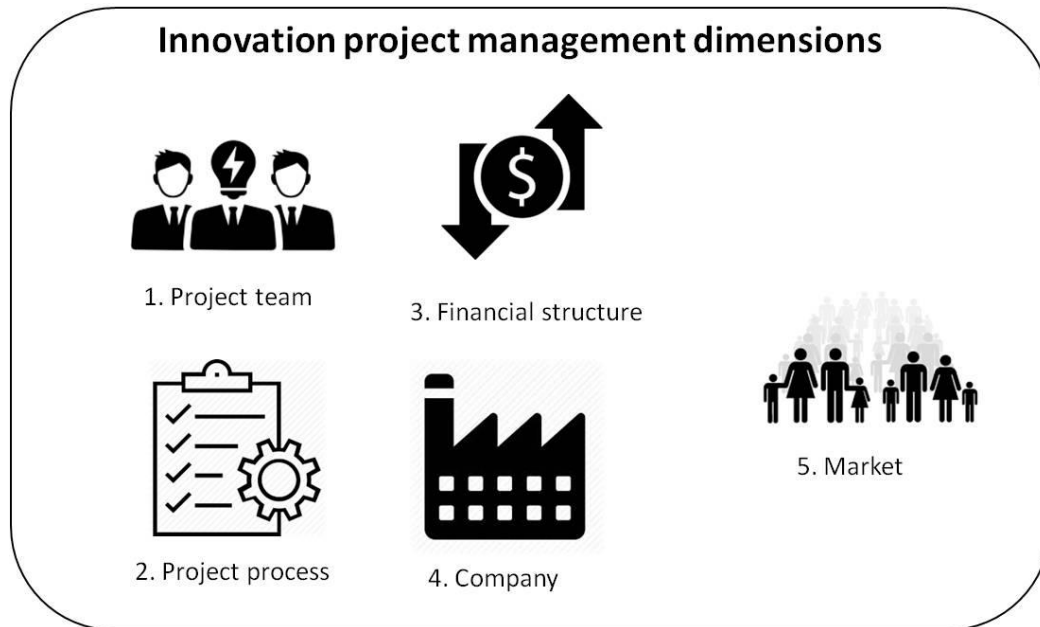 Innovation project management dimensions
1. Project team
2. Project process
3. Financial structure
4. Company
5. Market
$